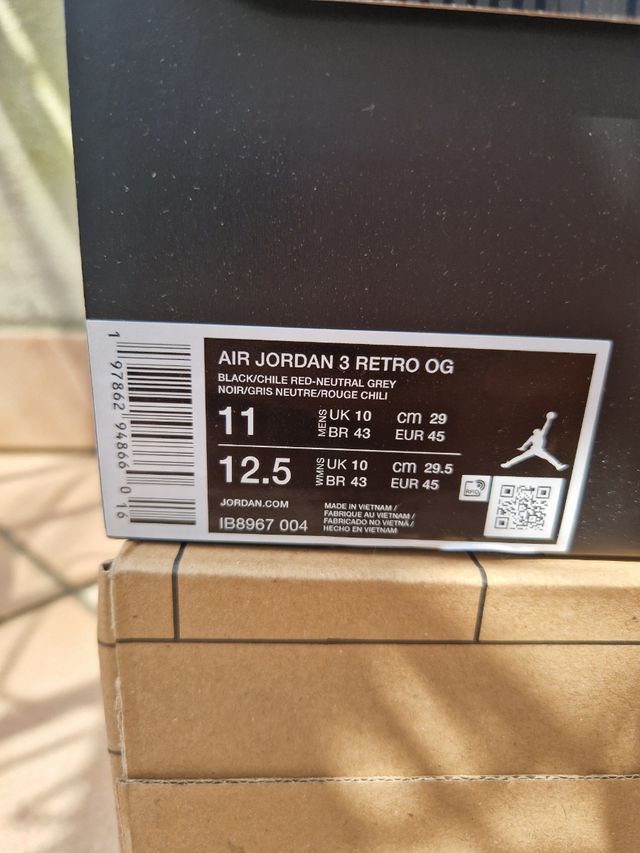 AIR JORDAN 3 RETRO OG
BLACK/CHILE RED-NEUTRAL GREY
NOIR/GRIS NEUTRE/ROUGE CHILI
11 MENS UK 10 cm 29
BR 43 EUR 45
12.5 WMNS UK 10 cm 29.5
BR 43 EUR 45
JORDAN.COM
IB8967 004
MADE IN VIETNAM /
FABRIQUE AU VIETNAM /
FABRICADO NO VIETNÃ /
HECHO EN VIETNAM
RFID
1 97862 94866 016